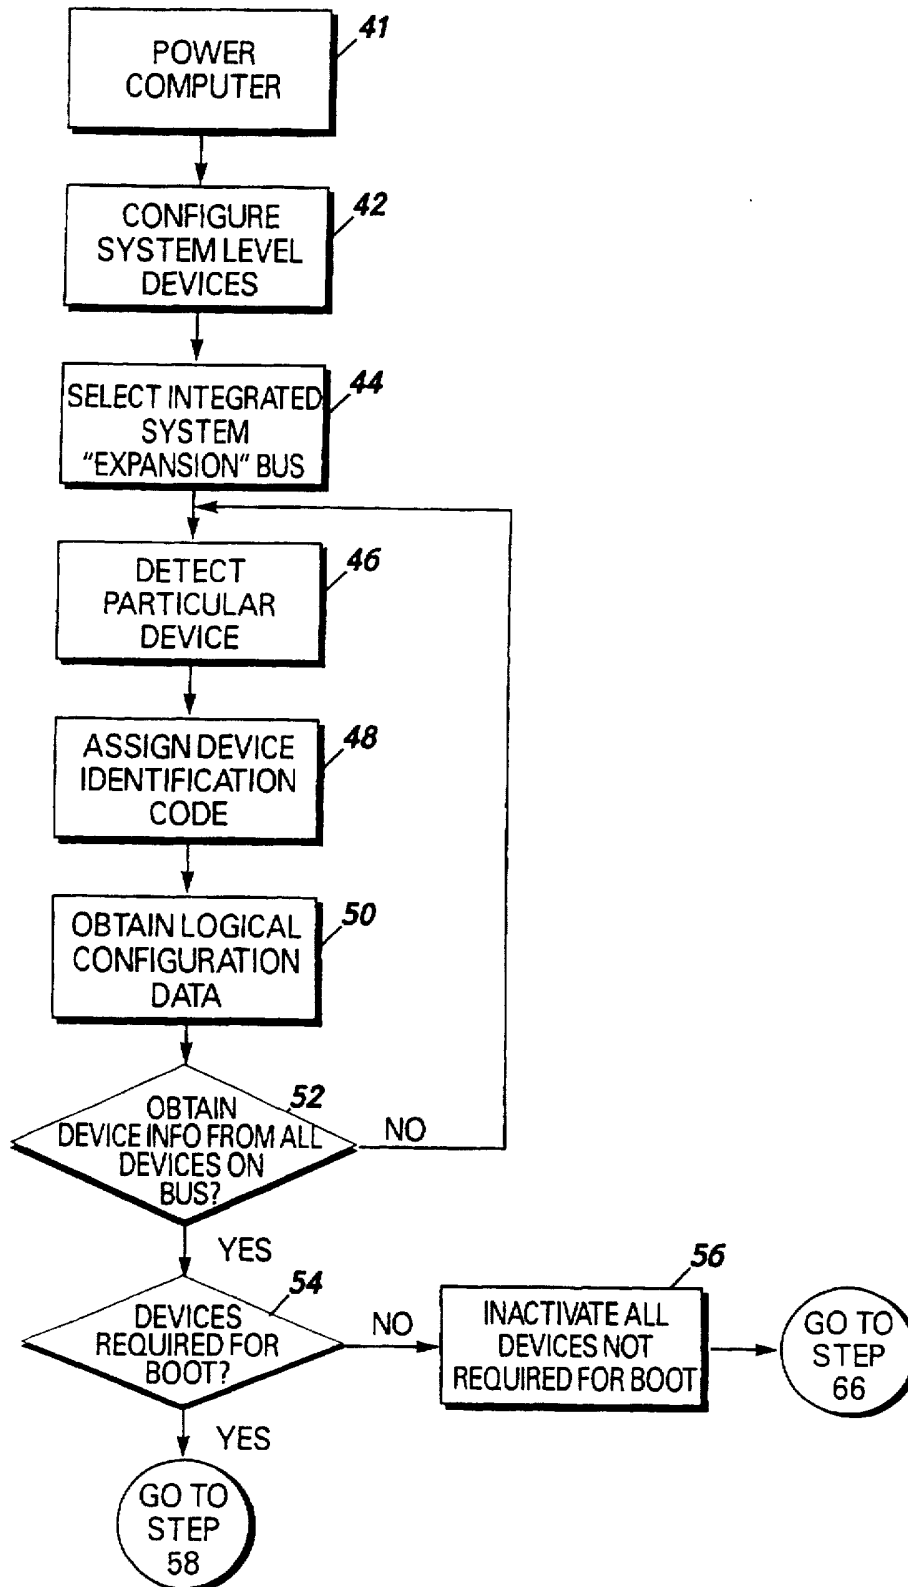 41
POWER
COMPUTER
42
CONFIGURE
SYSTEM LEVEL
DEVICES
44
SELECT INTEGRATED
SYSTEM
"EXPANSION" BUS
46
DETECT
PARTICULAR
DEVICE
48
ASSIGN DEVICE
IDENTIFICATION
CODE
50
OBTAIN LOGICAL
CONFIGURATION
DATA
52
OBTAIN
DEVICE INFO FROM ALL
DEVICES ON
BUS?
NO
YES
54
DEVICES
REQUIRED FOR
BOOT?
NO
56
INACTIVATE ALL
DEVICES NOT
REQUIRED FOR BOOT
GO TO
STEP
66
YES
GO TO
STEP
58